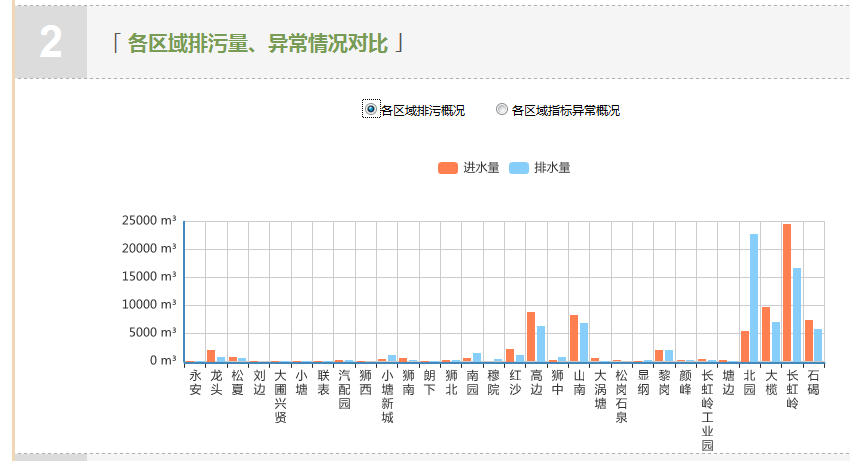 2
「 各区域排污量、异常情况对比 」
各区域排污概况 各区域指标异常概况
进水量 排水量
25000 m³
20000 m³
15000 m³
10000 m³
5000 m³
0 m³
永安
龙头
松夏
刘边
大圃兴贤
小塘
联表
汽配园
狮西
小塘新城
狮南
朗下
狮北
南园
穆院
红沙
高边
狮中
山南
大涡塘
松岗石泉
显纲
黎岗
颜峰
长虹岭工业园
塘边
北园
大榄
长虹岭
石碣